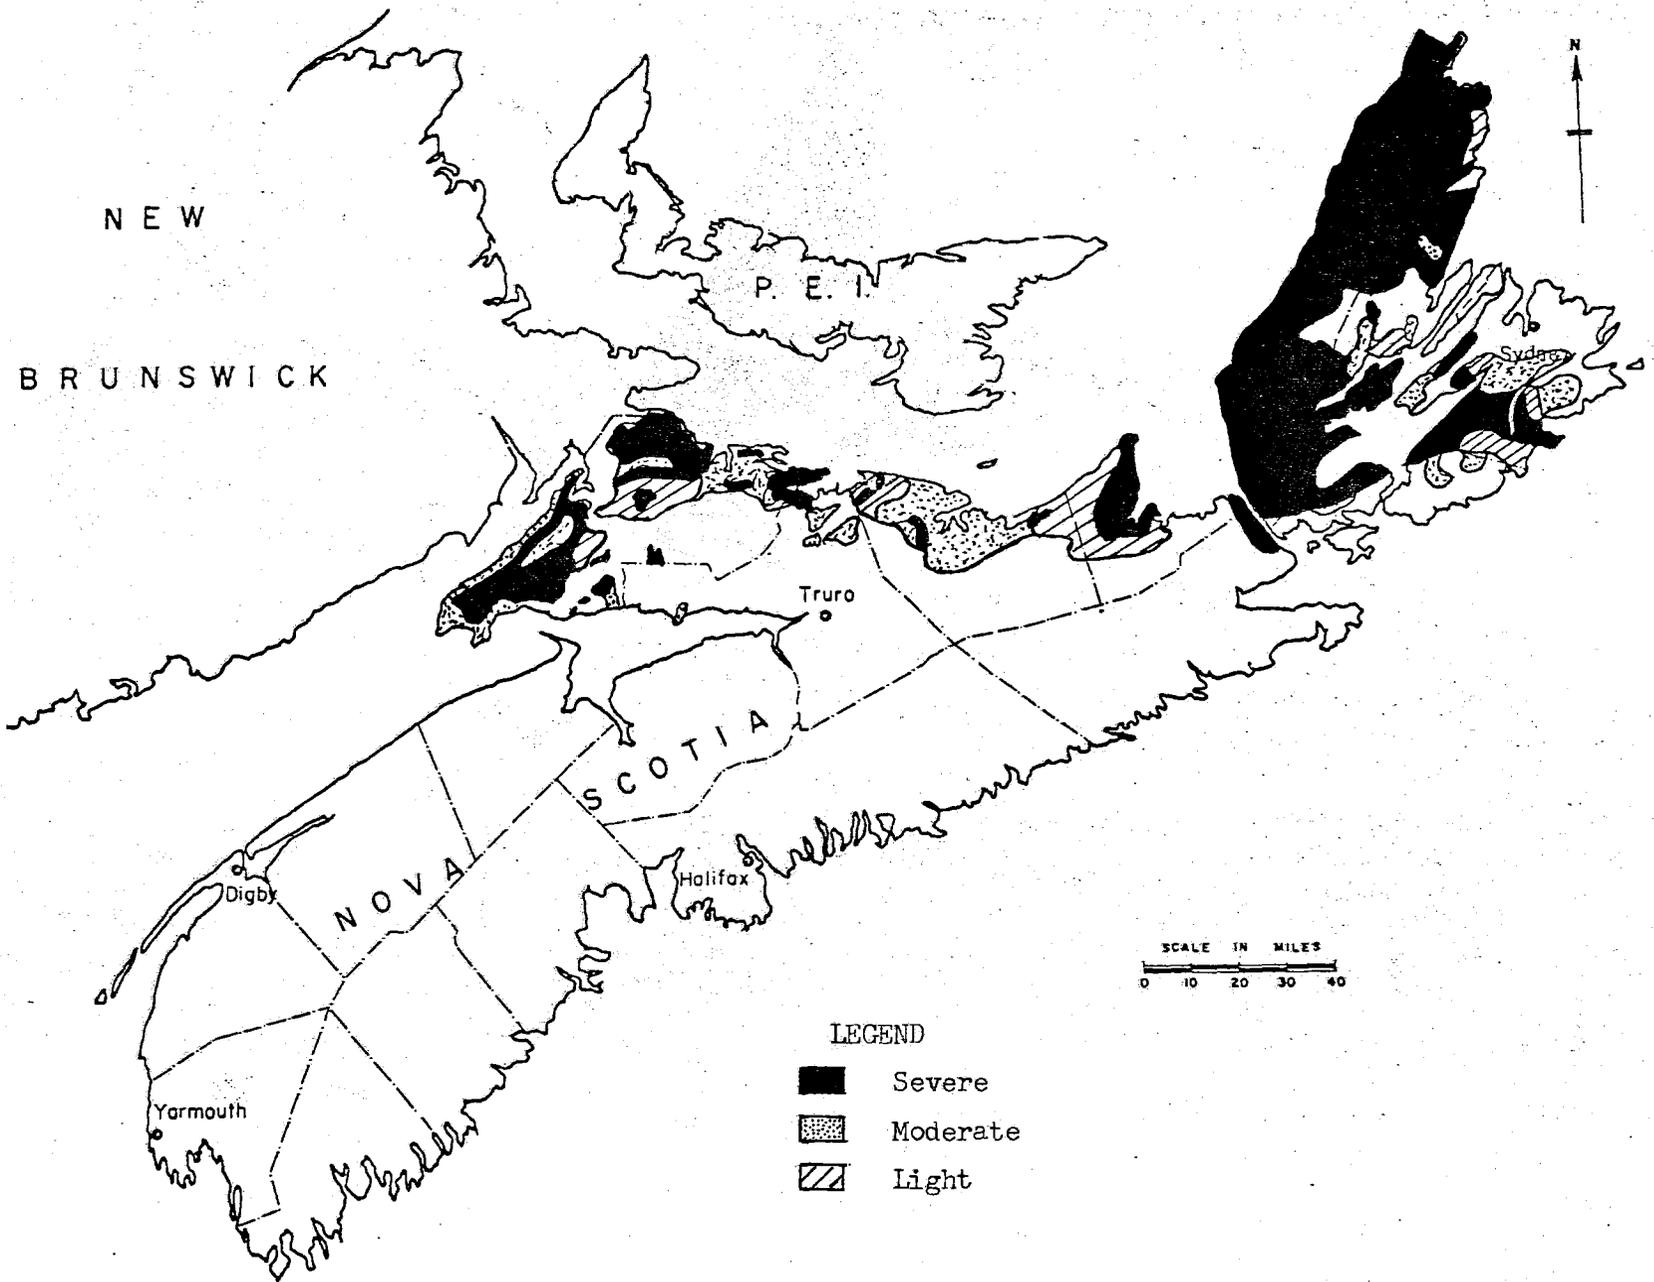 N
NEW
P. E. I.
BRUNSWICK
Sydney
Truro
SCOTIA
Halifax
Digby
NOVA
SCALE IN MILES
0 10 20 30 40
LEGEND
Severe
Yarmouth
Moderate
Light